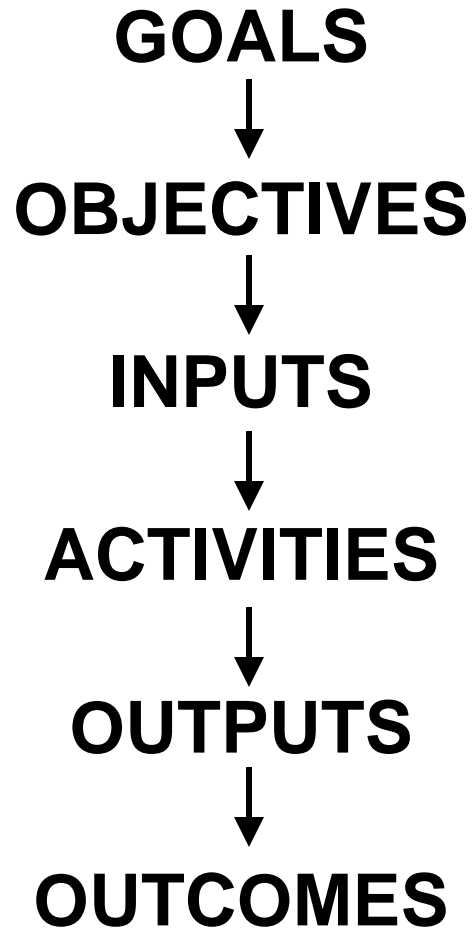 GOALS
OBJECTIVES
INPUTS
ACTIVITIES
OUTPUTS
OUTCOMES